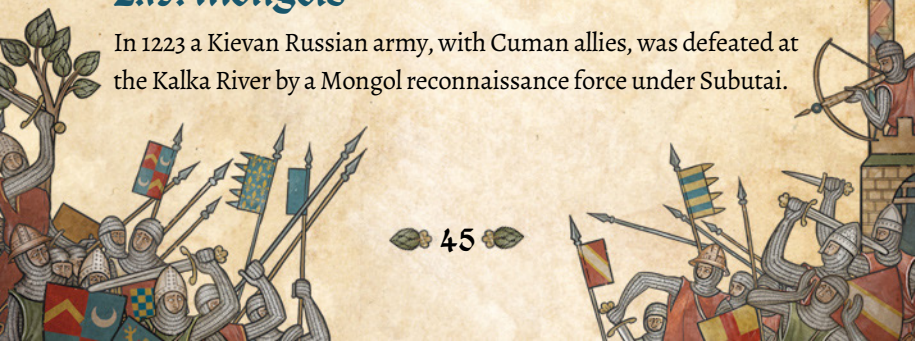 Mongols
In 1223 a Kievan Russian army, with Cuman allies, was defeated at
the Kalka River by a Mongol reconnaissance force under Subutai.
45